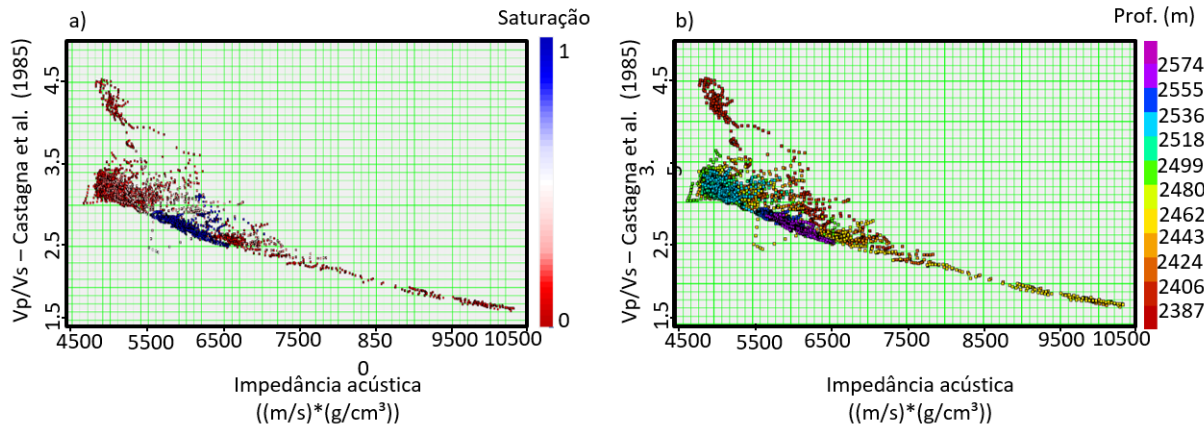 a)
Saturação
1
0
Vp/Vs – Castagna et al. (1985)
4.5
3.5
2.5
1.5
4500 5500 6500 7500 8500 9500 10500
0
Impedância acústica
((m/s)*(g/cm³))
b)
Prof. (m)
2574
2555
2536
2518
2499
2480
2462
2443
2424
2406
2387
Vp/Vs – Castagna et al. (1985)
4.5
3.
5
2.5
1.5
4500 5500 6500 7500 8500 9500 10500
Impedância acústica
((m/s)*(g/cm³))